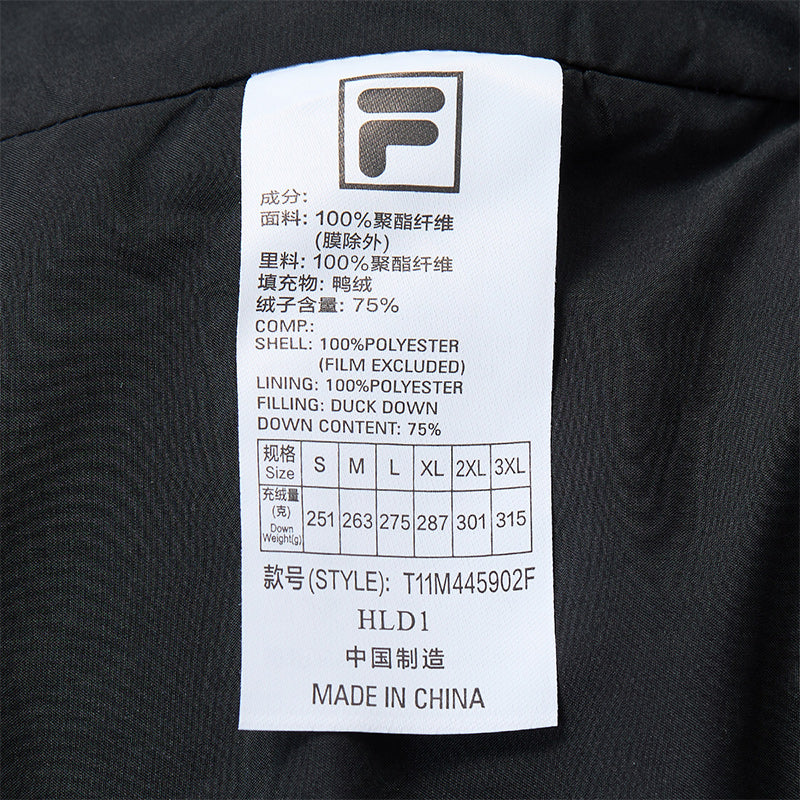 F
成分:
面料: 100%聚酯纤维
(膜除外)
里料: 100%聚酯纤维
填充物: 鸭绒
绒子含量: 75%
COMP.:
SHELL: 100%POLYESTER
(FILM EXCLUDED)
LINING: 100%POLYESTER
FILLING: DUCK DOWN
DOWN CONTENT: 75%
规格 Size S M L XL 2XL 3XL
充绒量 (克) Down Weight(g) 251 263 275 287 301 315
款号(STYLE): T11M445902F
HLD1
中国制造
MADE IN CHINA